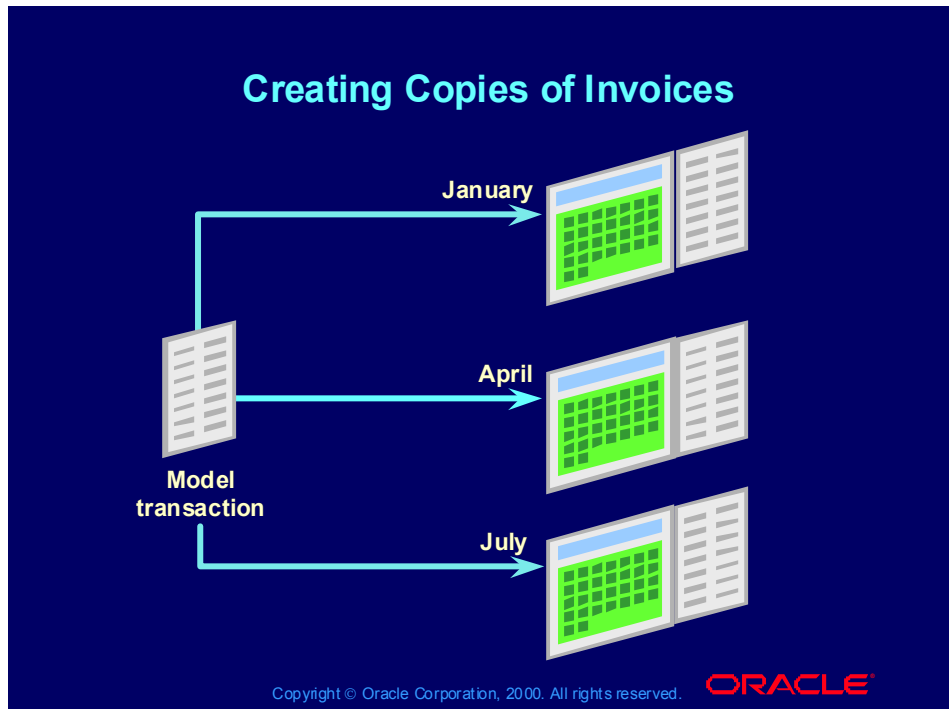 Creating Copies of Invoices
January
April
Model
transaction
July
Copyright © Oracle Corporation, 2000. All rights reserved.
ORACLE®